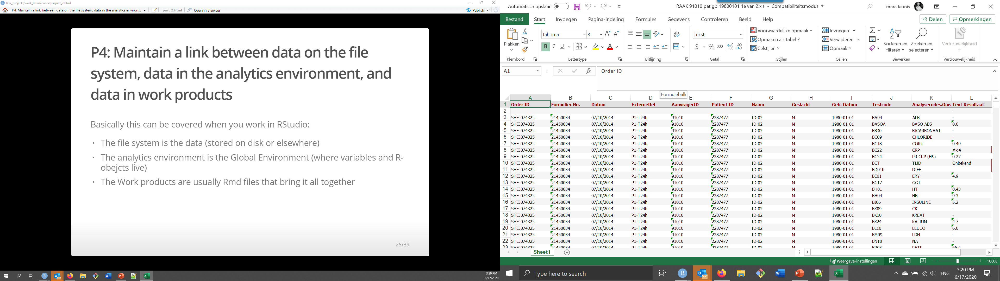 D:/r_projects/work_flows/concepts/part_2.html
P4: Maintain a link between data on the file system, data in the analytics environ...
part_2.html
Open in Browser
Publish
P4: Maintain a link between data on the file
system, data in the analytics environment, and
data in work products
Basically this can be covered when you work in RStudio:
· The file system is the data (stored on disk or elsewhere)
· The analytics environment is the Global Environment (where variables and R-
obejcts live)
· The Work products are usually Rmd files that bring it all together
25/39
3:20 PM
6/17/2020
Automatisch opslaan
RAAK 91010 pat gb 19800101 1e van 2.xls - Compatibiliteitsmodus
marc teunis
Bestand Start Invoegen Pagina-indeling Formules Gegevens Controleren Beeld Help
Delen Opmerkingen
Plakken
Klembord
Tahoma 8
B I U
Lettertype
Uitlijning
Tekst
$ % 000
Getal
Voorwaardelijke opmaak
Opmaken als tabel
Celstijlen
Stijlen
Invoegen
Verwijderen
Opmaak
Cellen
Sorteren en
filteren
Zoeken en
selecteren
Bewerken
Vertrouwelijkheid
Vertrouwelijkheid
A1 fx Order ID
Formulebalk
A B C D E F G H I J K L
1 Order ID Formulier No. Datum ExterneRef AanvragerID Patient ID Naam Geslacht Geb. Datum Testcode Analysecodes.Oms Text Resultaat
2 -
3 SHEJ074325 21450034 07/10/2014 P1-T24h 91010 2287477 ID-02 M 1980-01-01 BA94 ALB -
4 SHEJ074325 21450034 07/10/2014 P1-T24h 91010 2287477 ID-02 M 1980-01-01 BASOA BASO ABS 0.0
5 SHEJ074325 21450034 07/10/2014 P1-T24h 91010 2287477 ID-02 M 1980-01-01 BB30 BICARBONAAT -
6 SHEJ074325 21450034 07/10/2014 P1-T24h 91010 2287477 ID-02 M 1980-01-01 BC09 CHLORIDE -
7 SHEJ074325 21450034 07/10/2014 P1-T24h 91010 2287477 ID-02 M 1980-01-01 BC18 CORT 0.49
8 SHEJ074325 21450034 07/10/2014 P1-T24h 91010 2287477 ID-02 M 1980-01-01 BC22 CRP #kl4
9 SHEJ074325 21450034 07/10/2014 P1-T24h 91010 2287477 ID-02 M 1980-01-01 BC54T PR CRP (HS) 0.27
10 SHEJ074325 21450034 07/10/2014 P1-T24h 91010 2287477 ID-02 M 1980-01-01 BCT TIJD Onbekend
11 SHEJ074325 21450034 07/10/2014 P1-T24h 91010 2287477 ID-02 M 1980-01-01 BD01R DIFF.
12 SHEJ074325 21450034 07/10/2014 P1-T24h 91010 2287477 ID-02 M 1980-01-01 BE01 ERY 4.9
13 SHEJ074325 21450034 07/10/2014 P1-T24h 91010 2287477 ID-02 M 1980-01-01 BG17 GGT -
14 SHEJ074325 21450034 07/10/2014 P1-T24h 91010 2287477 ID-02 M 1980-01-01 BH01 HT 0.43
15 SHEJ074325 21450034 07/10/2014 P1-T24h 91010 2287477 ID-02 M 1980-01-01 BH04 HB 9.3
16 SHEJ074325 21450034 07/10/2014 P1-T24h 91010 2287477 ID-02 M 1980-01-01 BI06 INSULINE 5.2
17 SHEJ074325 21450034 07/10/2014 P1-T24h 91010 2287477 ID-02 M 1980-01-01 BK09 CK -
18 SHEJ074325 21450034 07/10/2014 P1-T24h 91010 2287477 ID-02 M 1980-01-01 BK10 KREAT -
19 SHEJ074325 21450034 07/10/2014 P1-T24h 91010 2287477 ID-02 M 1980-01-01 BK24 KALIUM 4.7
20 SHEJ074325 21450034 07/10/2014 P1-T24h 91010 2287477 ID-02 M 1980-01-01 BL10 LEUCO 6.0
21 SHEJ074325 21450034 07/10/2014 P1-T24h 91010 2287477 ID-02 M 1980-01-01 BM09 LDH -
22 SHEJ074325 21450034 07/10/2014 P1-T24h 91010 2287477 ID-02 M 1980-01-01 BN10 NA -
Sheet1
Weergave-instellingen 100%
Type here to search
ENG
3:20 PM
6/17/2020